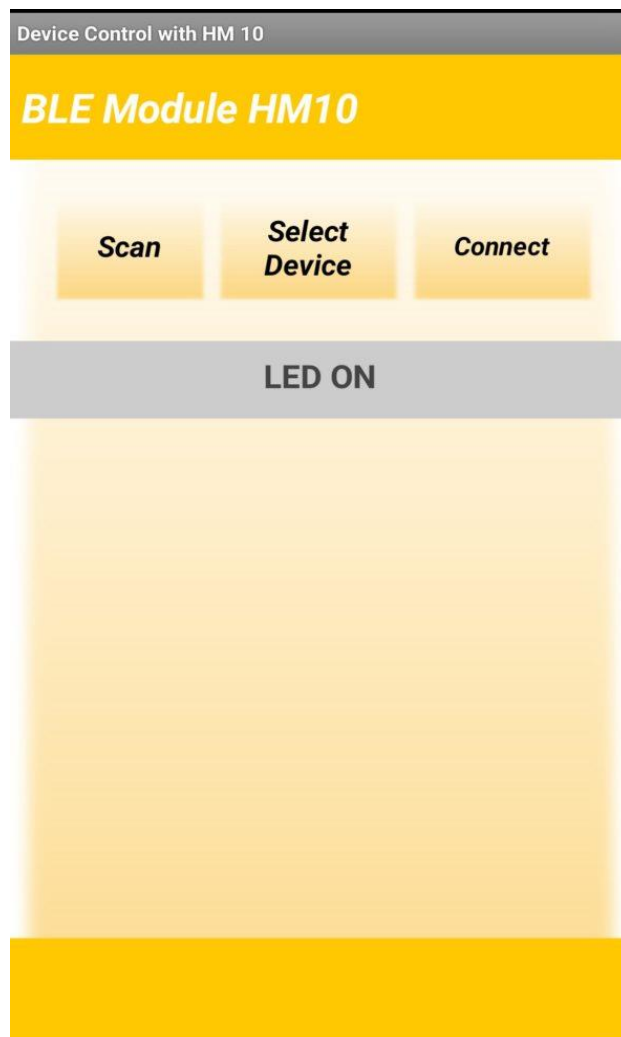 Device Control with HM 10
BLE Module HM10
Scan
Select
Device
Connect
LED ON